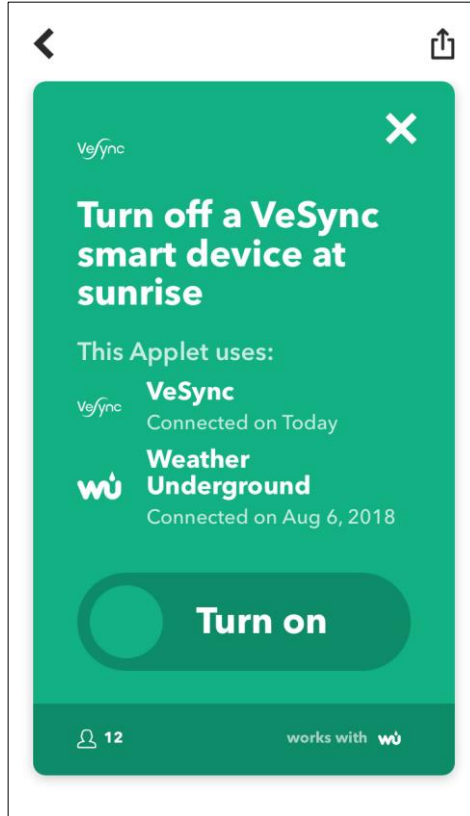 VeSync
Turn off a VeSync
smart device at
sunrise
This Applet uses:
VeSync
VeSync
Connected on Today
wu
Weather
Underground
Connected on Aug 6, 2018
Turn on
12
works with wu